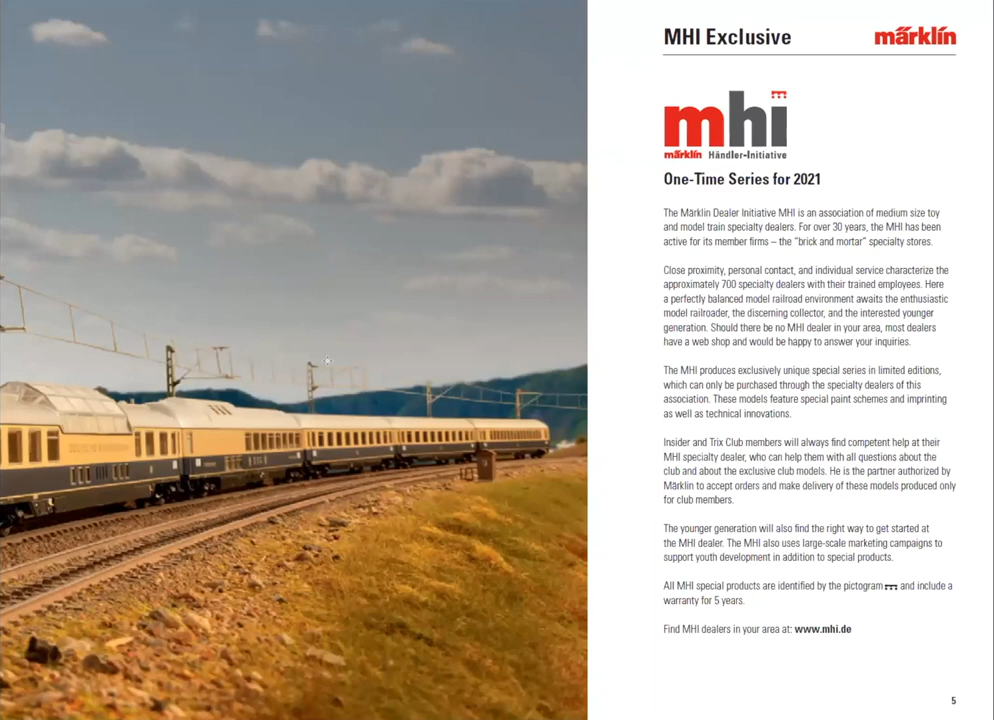 MHI Exclusive
märklín
mhi
märklín Händler-Initiative
One-Time Series for 2021
The Märklin Dealer Initiative MHI is an association of medium size toy
and model train specialty dealers. For over 30 years, the MHI has been
active for its member firms – the "brick and mortar" specialty stores.
Close proximity, personal contact, and individual service characterize the
approximately 700 specialty dealers with their trained employees. Here
a perfectly balanced model railroad environment awaits the enthusiastic
model railroader, the discerning collector, and the interested younger
generation. Should there be no MHI dealer in your area, most dealers
have a web shop and would be happy to answer your inquiries.
The MHI produces exclusively unique special series in limited editions,
which can only be purchased through the specialty dealers of this
association. These models feature special paint schemes and imprinting
as well as technical innovations.
Insider and Trix Club members will always find competent help at their
MHI specialty dealer, who can help them with all questions about the
club and about the exclusive club models. He is the partner authorized by
Märklin to accept orders and make delivery of these models produced only
for club members.
The younger generation will also find the right way to get started at
the MHI dealer. The MHI also uses large-scale marketing campaigns to
support youth development in addition to special products.
All MHI special products are identified by the pictogram and include a
warranty for 5 years.
Find MHI dealers in your area at: www.mhi.de
5